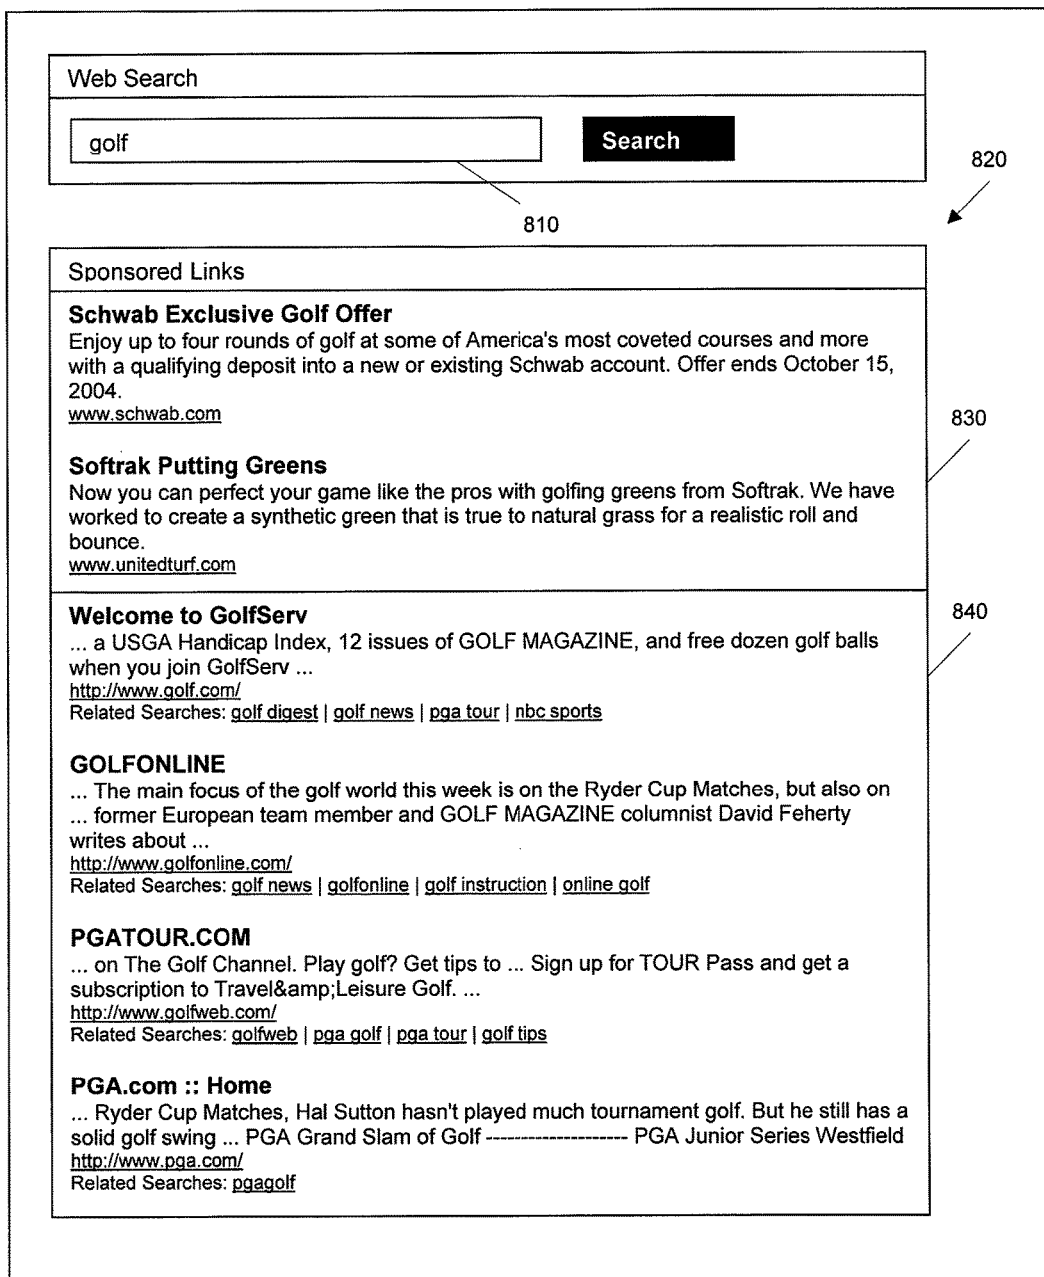 Web Search
golf
Search
820
810
Sponsored Links
Schwab Exclusive Golf Offer
Enjoy up to four rounds of golf at some of America's most coveted courses and more
with a qualifying deposit into a new or existing Schwab account. Offer ends October 15,
2004.
www.schwab.com
830
Softrak Putting Greens
Now you can perfect your game like the pros with golfing greens from Softrak. We have
worked to create a synthetic green that is true to natural grass for a realistic roll and
bounce.
www.unitedturf.com
Welcome to GolfServ
840
... a USGA Handicap Index, 12 issues of GOLF MAGAZINE, and free dozen golf balls
when you join GolfServ ...
http://www.golf.com/
Related Searches: golf digest | golf news | pga tour | nbc sports
GOLFONLINE
... The main focus of the golf world this week is on the Ryder Cup Matches, but also on
... former European team member and GOLF MAGAZINE columnist David Feherty
writes about ...
http://www.golfonline.com/
Related Searches: golf news | golfonline | golf instruction | online golf
PGATOUR.COM
... on The Golf Channel. Play golf? Get tips to ... Sign up for TOUR Pass and get a
subscription to Travel&amp;Leisure Golf. ...
http://www.golfweb.com/
Related Searches: golfweb | pga golf | pga tour | golf tips
PGA.com :: Home
... Ryder Cup Matches, Hal Sutton hasn't played much tournament golf. But he still has a
solid golf swing ... PGA Grand Slam of Golf -------------------- PGA Junior Series Westfield
http://www.pga.com/
Related Searches: pgagolf